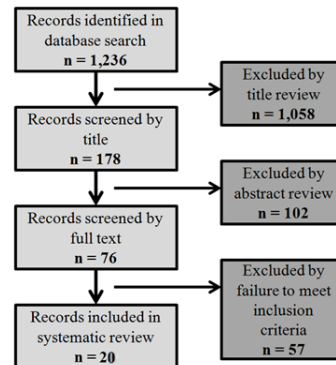 Records identified in
database search
n = 1,236
Excluded by
title review
n = 1,058
Records screened by
title
n = 178
Excluded by
abstract review
n = 102
Records screened by
full text
n = 76
Excluded by
failure to meet
inclusion
criteria
n = 57
Records included in
systematic review
n = 20